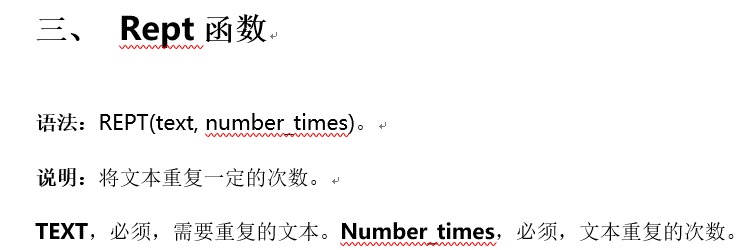 三、 Rept 函数
语法：REPT(text, number_times)。
说明：将文本重复一定的次数。
TEXT，必须，需要重复的文本。Number_times，必须，文本重复的次数。